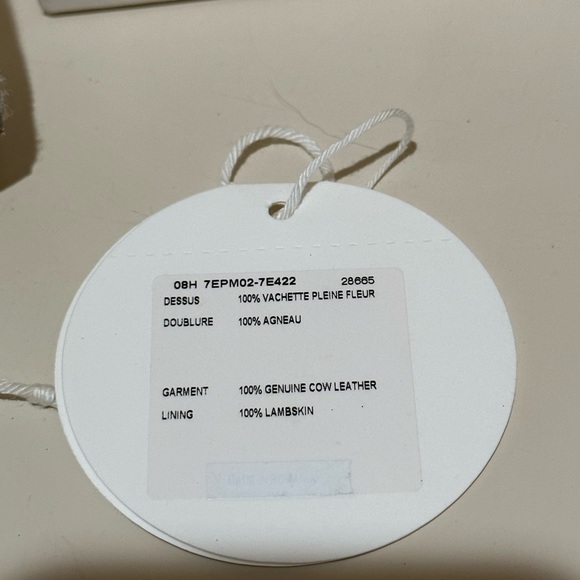 08H 7EPM02-7E422 28665
DESSUS 100% VACHETTE PLEINE FLEUR
DOUBLURE 100% AGNEAU
GARMENT 100% GENUINE COW LEATHER
LINING 100% LAMBSKIN